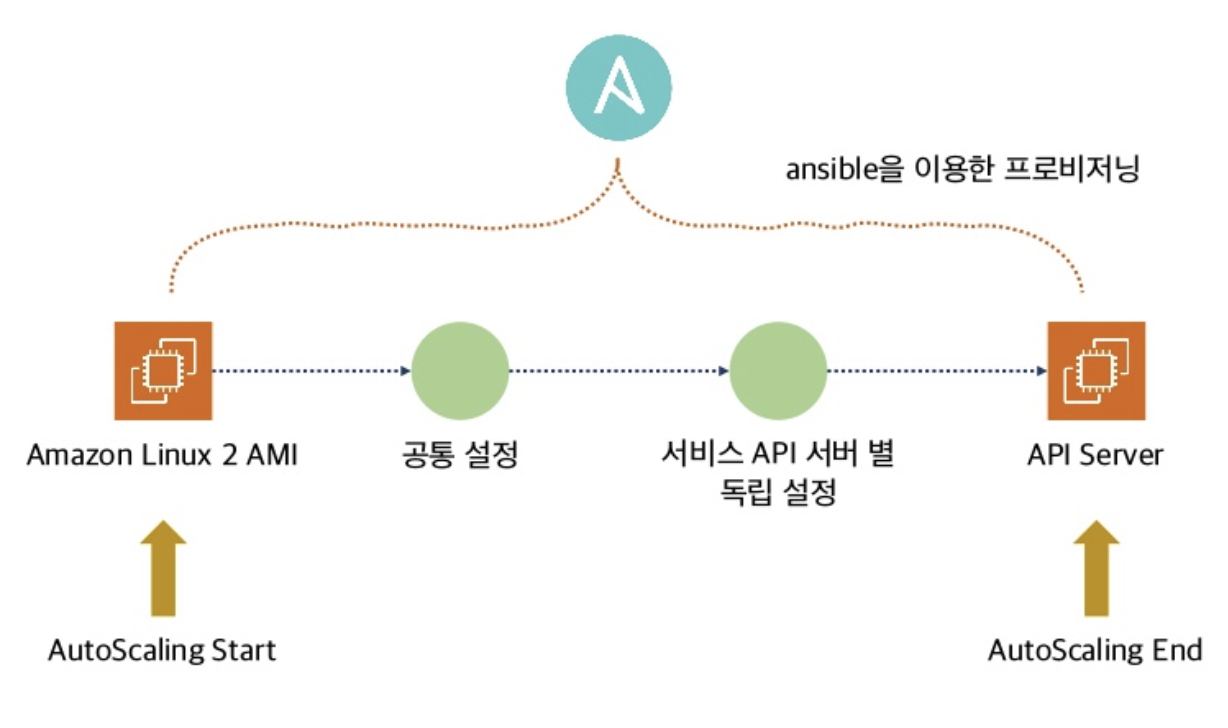 ansible을 이용한 프로비저닝
Amazon Linux 2 AMI
공통 설정
서비스 API 서버 별
독립 설정
API Server
AutoScaling Start
AutoScaling End